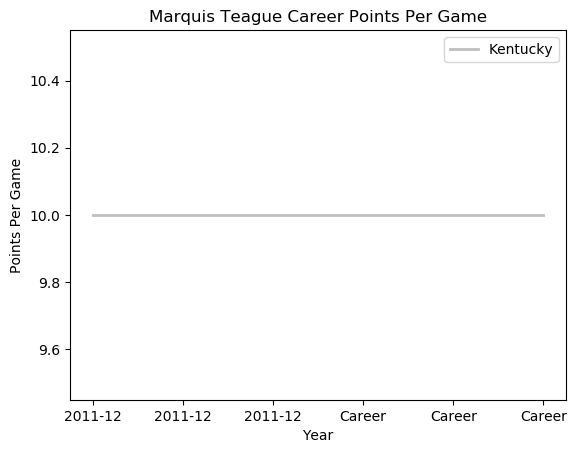 Marquis Teague Career Points Per Game
Kentucky
10.4
10.2
10.0
9.8
9.6
Points Per Game
2011-12 2011-12 2011-12 Career Career Career
Year